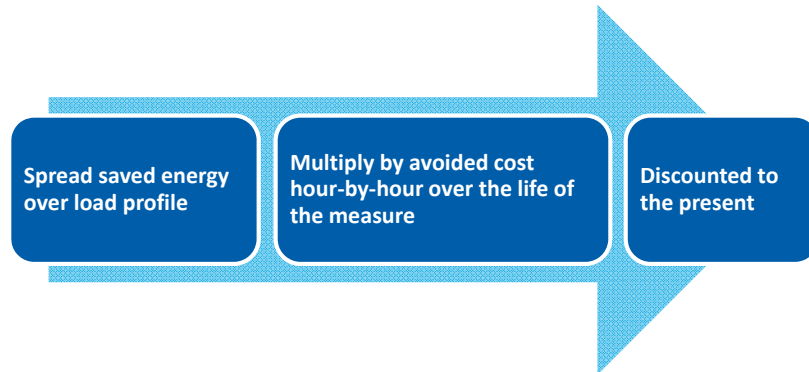 Spread saved energy
over load profile
Multiply by avoided cost
hour-by-hour over the life of
the measure
Discounted to
the present